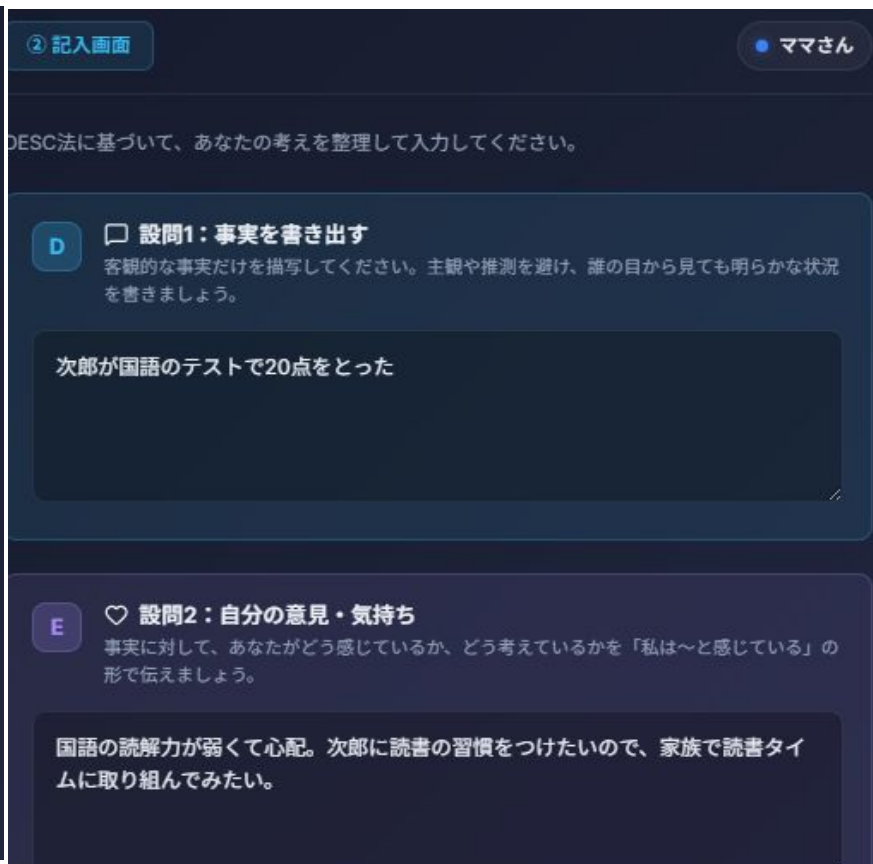 ② 記入画面
ママさん
DESC法に基づいて、あなたの考えを整理して入力してください。
D
設問1：事実を書き出す
客観的な事実だけを描写してください。主観や推測を避け、誰の目から見ても明らかな状況
を書きましょう。
次郎が国語のテストで20点をとった
E
設問2：自分の意見・気持ち
事実に対して、あなたがどう感じているか、どう考えているかを「私は〜と感じている」の
形で伝えましょう。
国語の読解力が弱くて心配。次郎に読書の習慣をつけたいので、家族で読書タイ
ムに取り組んでみたい。